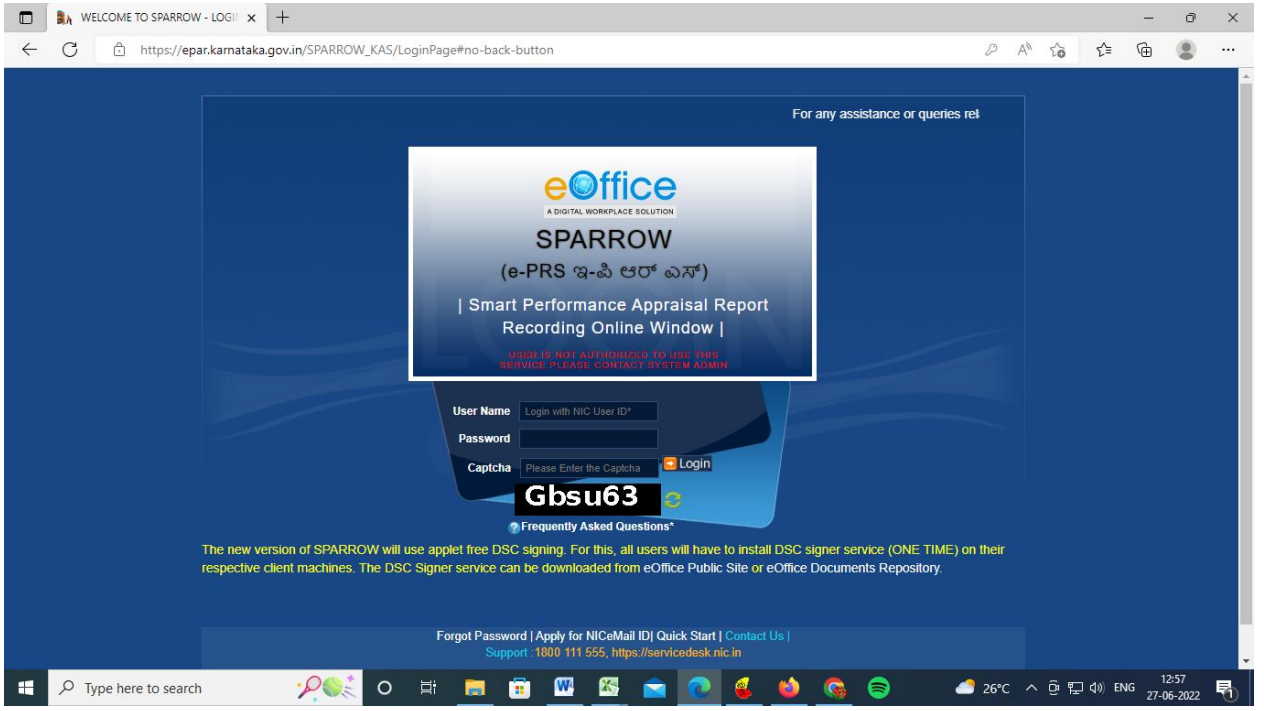 WELCOME TO SPARROW - LOGI
https://epar.karnataka.gov.in/SPARROW_KAS/LoginPage#no-back-button
For any assistance or queries rel
eOffice
A DIGITAL WORKPLACE SOLUTION
SPARROW
(e-PRS ಇ-ಪಿ ಆರ್ ಎಸ್)
| Smart Performance Appraisal Report
Recording Online Window |
USER IS NOT AUTHORIZED TO USE THIS
SERVICE.PLEASE CONTACT SYSTEM ADMIN
User Name Login with NIC User ID*
Password
Captcha Please Enter the Captcha Login
Gbsu63
Frequently Asked Questions*
The new version of SPARROW will use applet free DSC signing. For this, all users will have to install DSC signer service (ONE TIME) on their
respective client machines. The DSC Signer service can be downloaded from eOffice Public Site or eOffice Documents Repository.
Forgot Password | Apply for NICeMail ID| Quick Start | Contact Us |
Support : 1800 111 555, https://servicedesk.nic.in
Type here to search 26°C ENG 12:57
27-06-2022